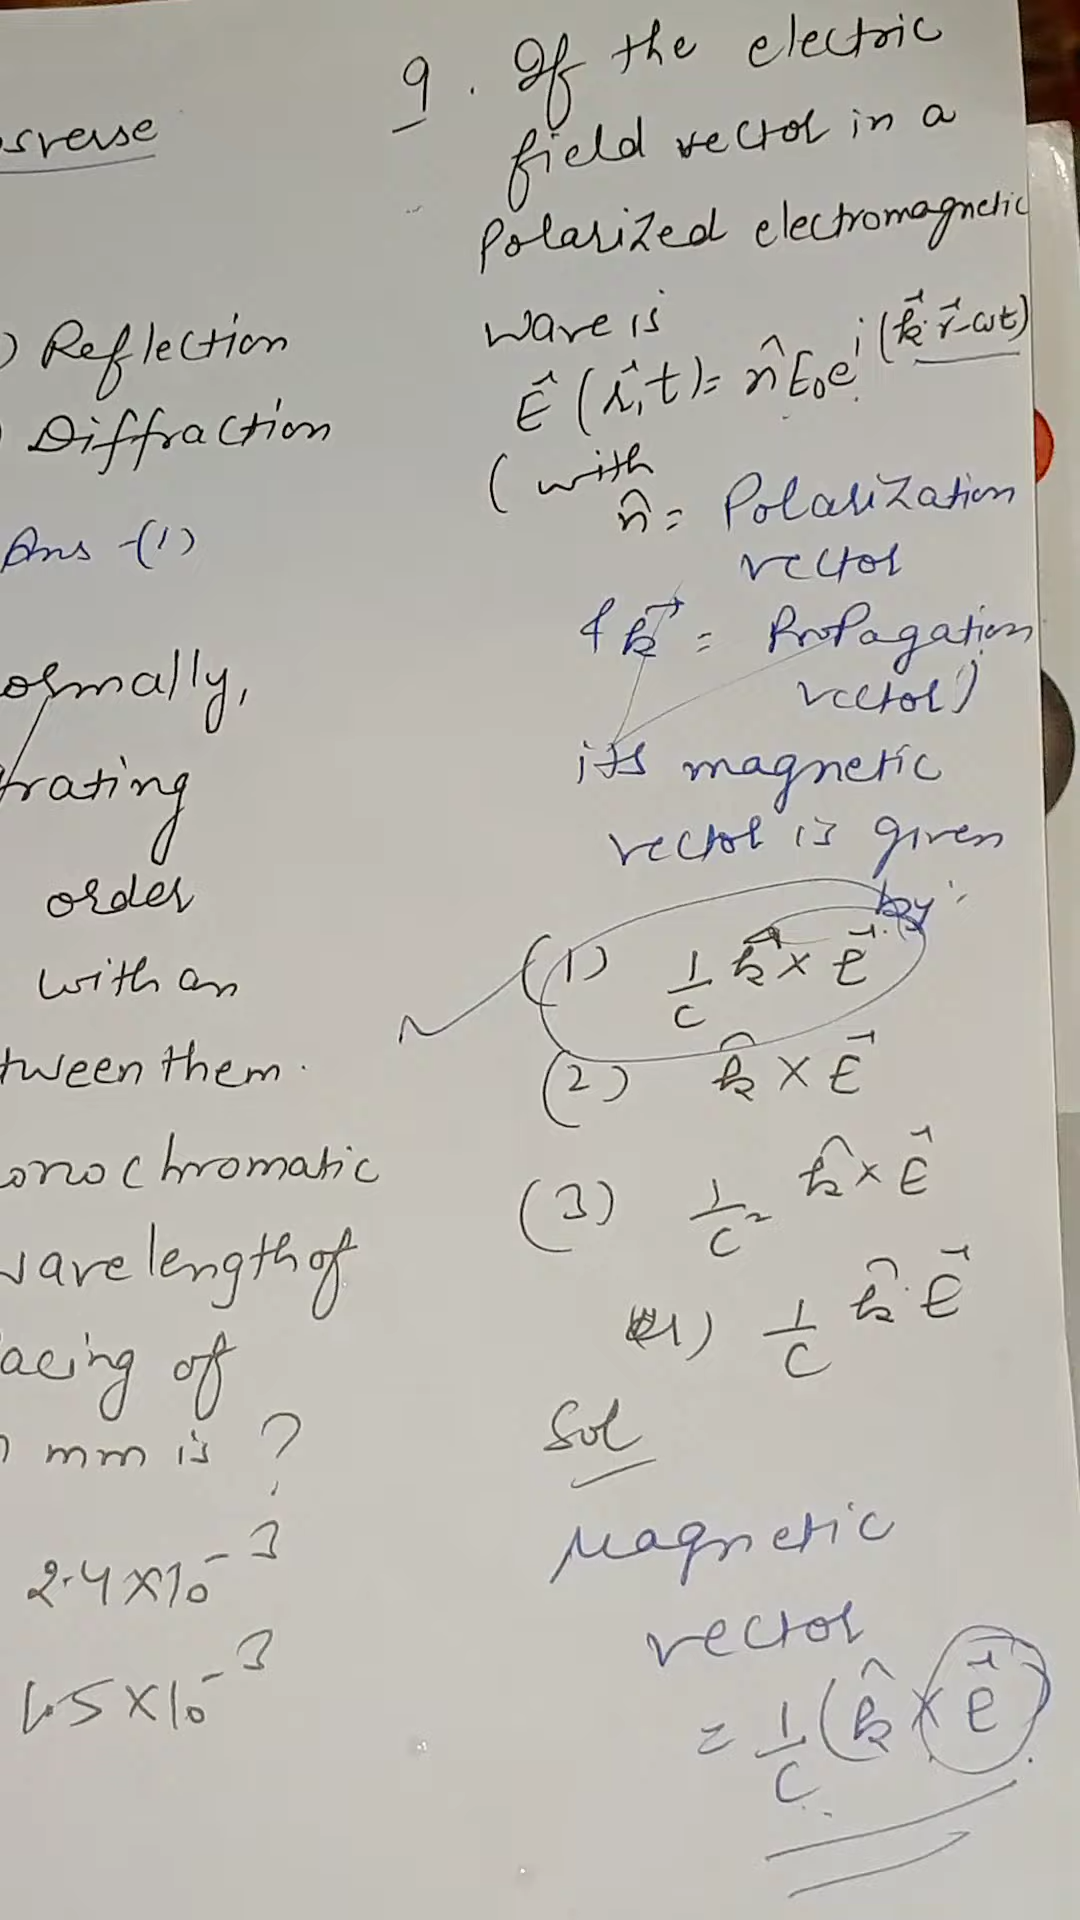 sverse
) Reflection
) Diffraction
Ans -(1)
ormally,
grating
order
with an
tween them.
onochromatic
wavelength of
acing of
mm is ?
2.4×10⁻³
1.5×10⁻³
9. If the electric
field vector in a
Polarized electromagnetic
wave is
E⃗ (r⃗,t) = n̂E₀e^i(k⃗.r⃗-ωt)
(with
n̂ = Polarization
vector
& k⃗ = Propagation
vector)
its magnetic
vector is given
by:
(1) 1/c k̂ × E⃗
(2) k̂ × E⃗
(3) 1/c² k̂ × E⃗
(4) 1/c k̂.E⃗
Sol
Magnetic
vector
= 1/c (k̂ × E⃗)